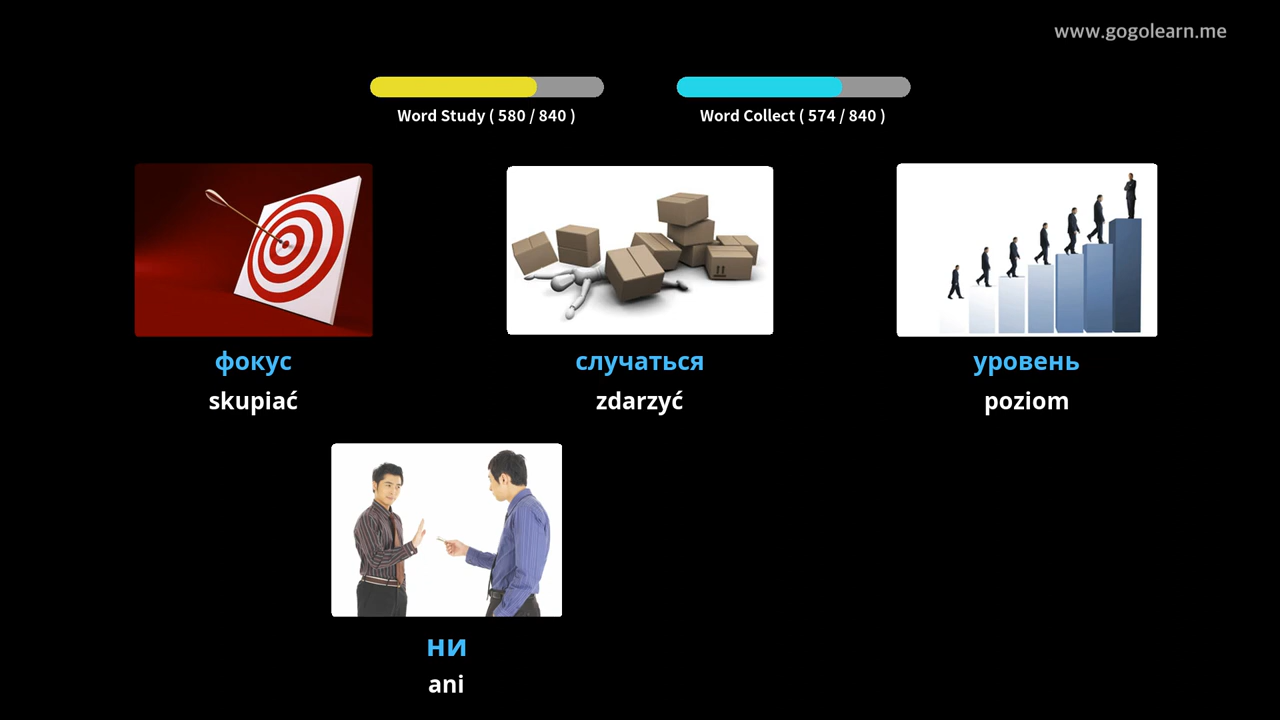 www.gogolearn.me
Word Study ( 580 / 840 )
Word Collect ( 574 / 840 )
фокус
skupiać
случаться
zdarzyć
уровень
poziom
ни
ani